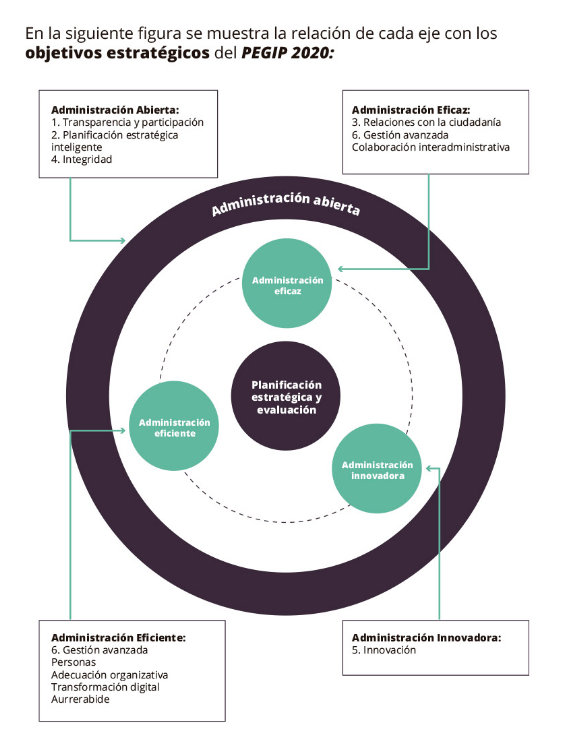 En la siguiente figura se muestra la relación de cada eje con los
objetivos estratégicos del PEGIP 2020:
Administración Abierta:
1. Transparencia y participación
2. Planificación estratégica
inteligente
4. Integridad
Administración Eficaz:
3. Relaciones con la ciudadanía
6. Gestión avanzada
Colaboración interadministrativa
Administración abierta
Administración
eficaz
Planificación
estratégica y
evaluación
Administración
eficiente
Administración
innovadora
Administración Eficiente:
6. Gestión avanzada
Personas
Adecuación organizativa
Transformación digital
Aurrerabide
Administración Innovadora:
5. Innovación